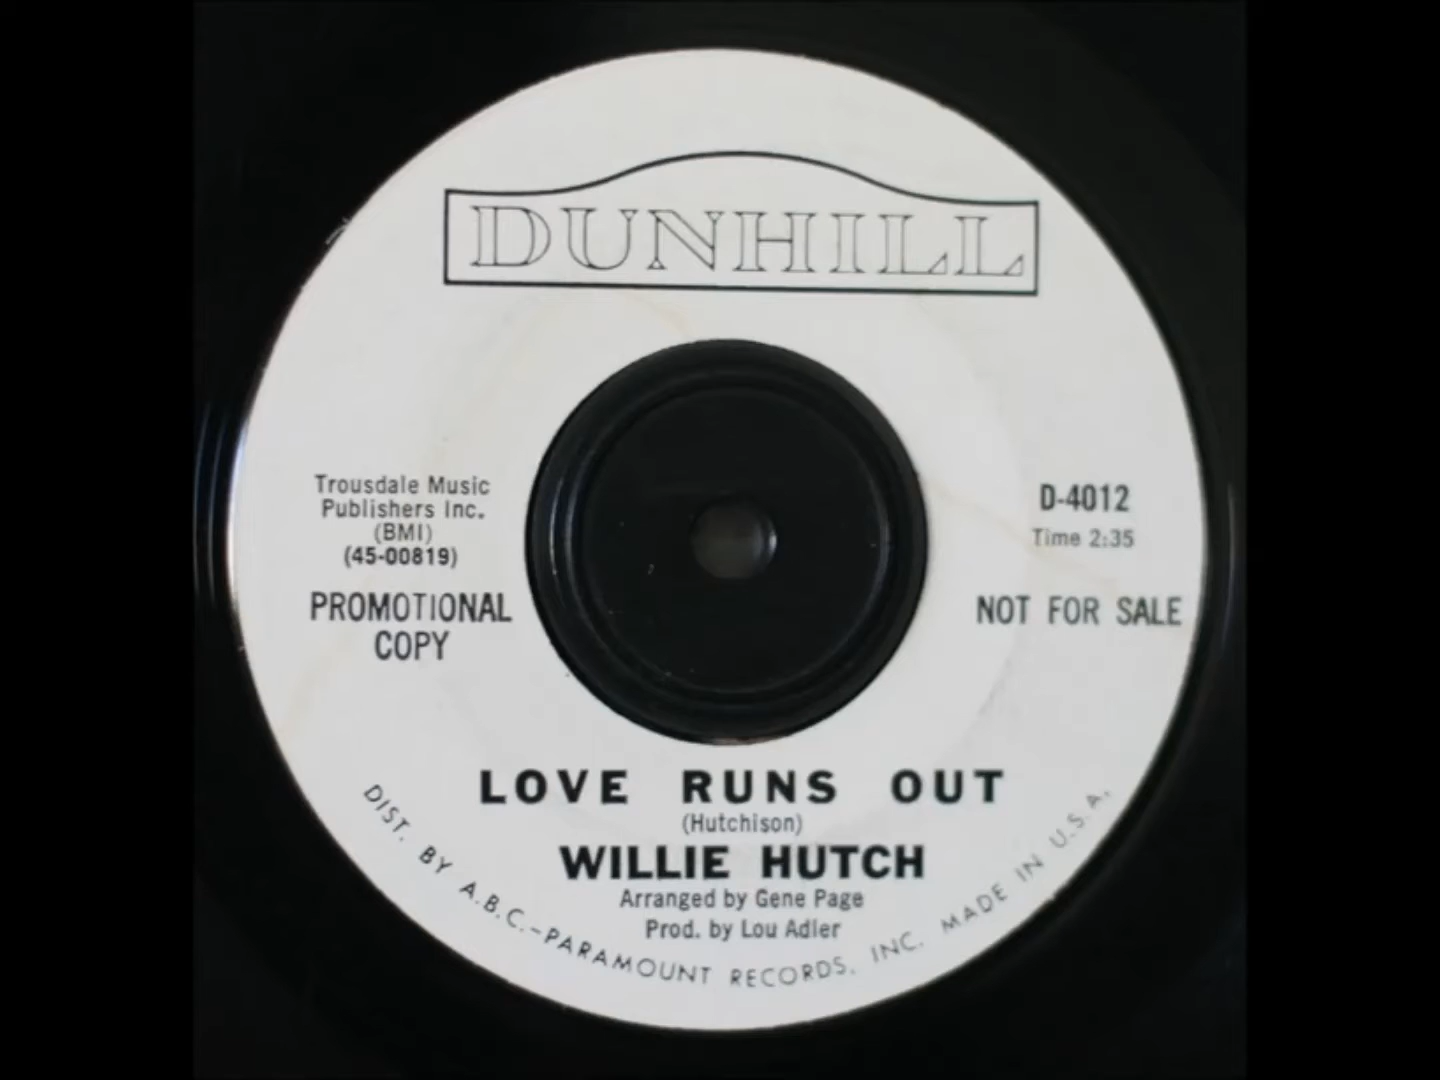 DUNHILL
Trousdale Music
Publishers Inc.
(BMI)
(45-00819)
PROMOTIONAL
COPY
D-4012
Time 2:35
NOT FOR SALE
LOVE RUNS OUT
(Hutchison)
WILLIE HUTCH
Arranged by Gene Page
Prod. by Lou Adler
DIST. BY A.B.C.-PARAMOUNT RECORDS, INC. MADE IN U.S.A.